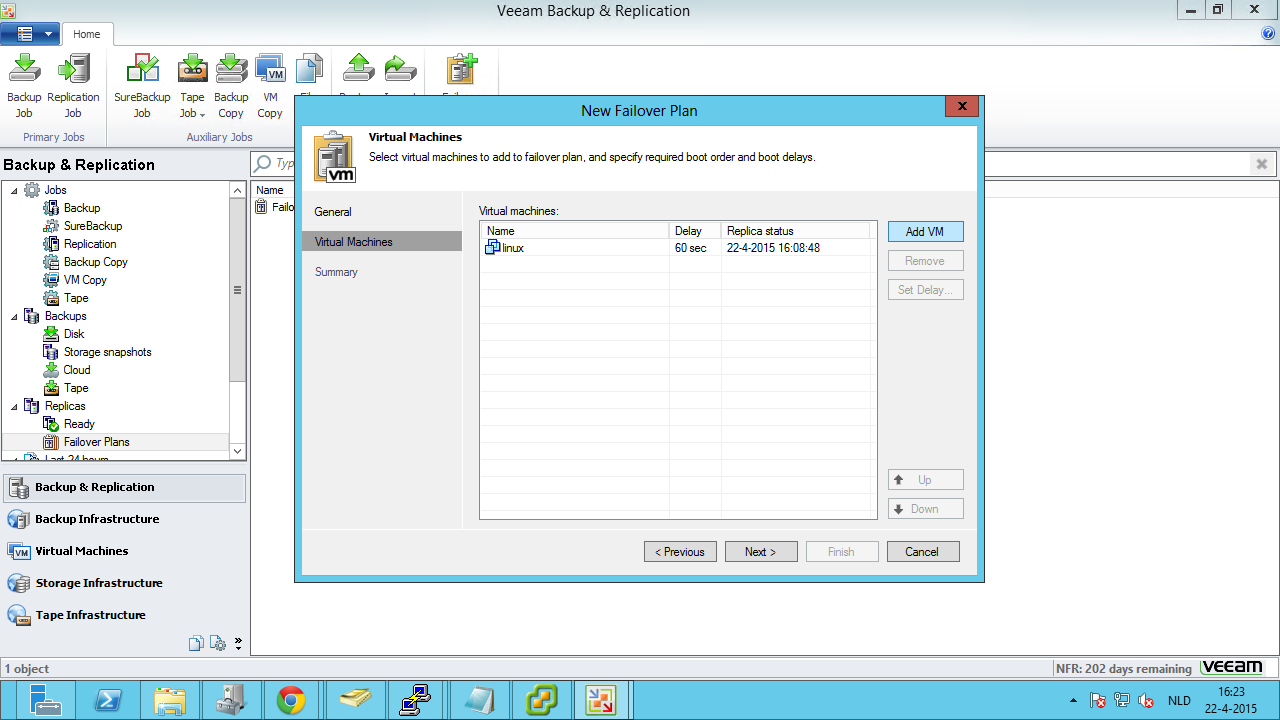 Veeam Backup & Replication
Home
Backup Job
Replication Job
SureBackup Job
Tape Job
Backup Copy
VM Copy
Primary Jobs
Auxiliary Jobs
Backup & Replication
Name
Jobs
Backup
SureBackup
Replication
Backup Copy
VM Copy
Tape
Backups
Disk
Storage snapshots
Cloud
Tape
Replicas
Ready
Failover Plans
Last 24 hours
Backup & Replication
Backup Infrastructure
Virtual Machines
Storage Infrastructure
Tape Infrastructure
New Failover Plan
Virtual Machines
Select virtual machines to add to failover plan, and specify required boot order and boot delays.
vm
General
Virtual Machines
Summary
Virtual machines:
Name Delay Replica status
linux 60 sec 22-4-2015 16:08:48
Add VM
Remove
Set Delay...
Up
Down
< Previous
Next >
Finish
Cancel
1 object
NFR: 202 days remaining
veeam
NLD
16:23
22-4-2015